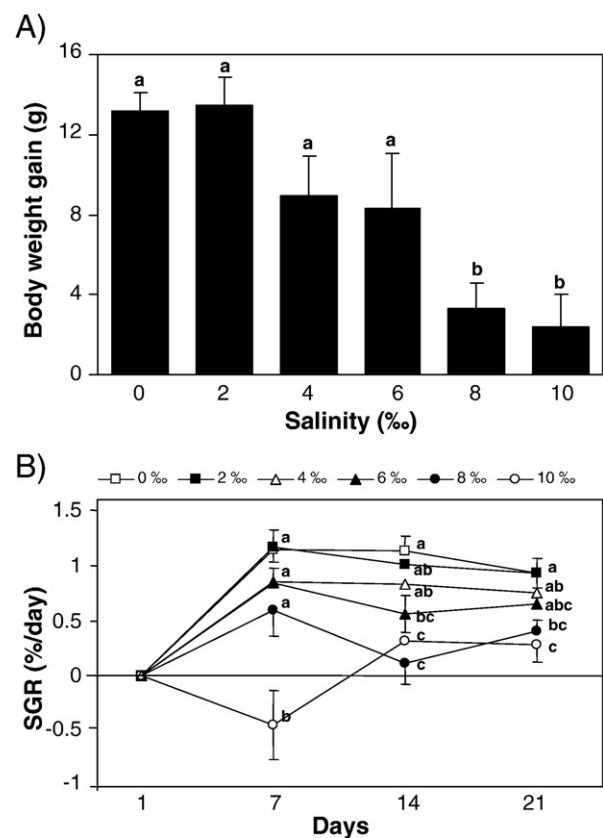 A)
Body weight gain (g)
16
12
8
4
0
a
a
a
a
b
b
0 2 4 6 8 10
Salinity (‰)
B)
0 ‰ 2 ‰ 4 ‰ 6 ‰ 8 ‰ 10 ‰
SGR (%/day)
1.5
1
0.5
0
-0.5
-1
a
a
a
b
a
ab
ab
bc
c
c
a
ab
abc
bc
c
1 7 14 21
Days